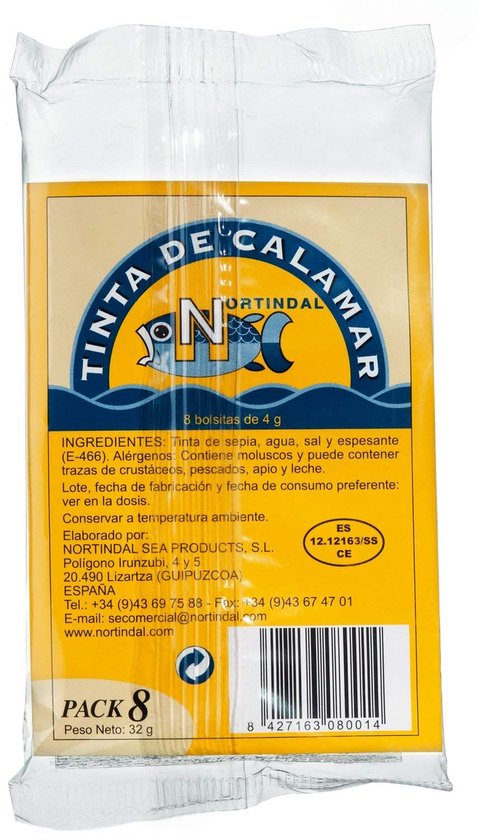 TINTA DE CALAMAR
NORTINDAL
8 bolsitas de 4 g
INGREDIENTES: Tinta de sepia, agua, sal y espesante
(E-466). Alérgenos: Contiene moluscos y puede contener
trazas de crustáceos, pescados, apio y leche.
Lote, fecha de fabricación y fecha de consumo preferente:
ver en la dosis.
Conservar a temperatura ambiente.
Elaborado por:
NORTINDAL SEA PRODUCTS, S.L.
Polígono Irunzubi, 4 y 5
20.490 Lizartza (GUIPUZCOA)
ESPAÑA
Tel.: +34 (9)43 69 75 88 - Fax: +34 (9)43 67 47 01
E-mail: secomercial@nortindal.com
www.nortindal.com
ES
12.12163/SS
CE
PACK 8
Peso Neto: 32 g
8 427163 080014